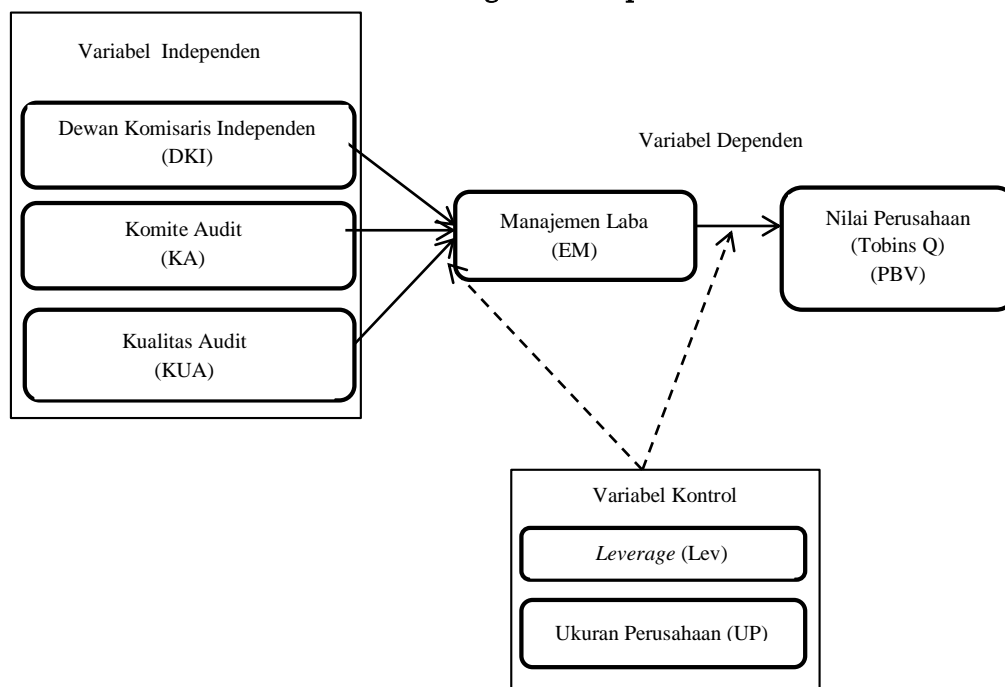 Variabel Independen
Dewan Komisaris Independen
(DKI)
Komite Audit
(KA)
Kualitas Audit
(KUA)
Variabel Dependen
Manajemen Laba
(EM)
Nilai Perusahaan
(Tobins Q)
(PBV)
Variabel Kontrol
Leverage (Lev)
Ukuran Perusahaan (UP)